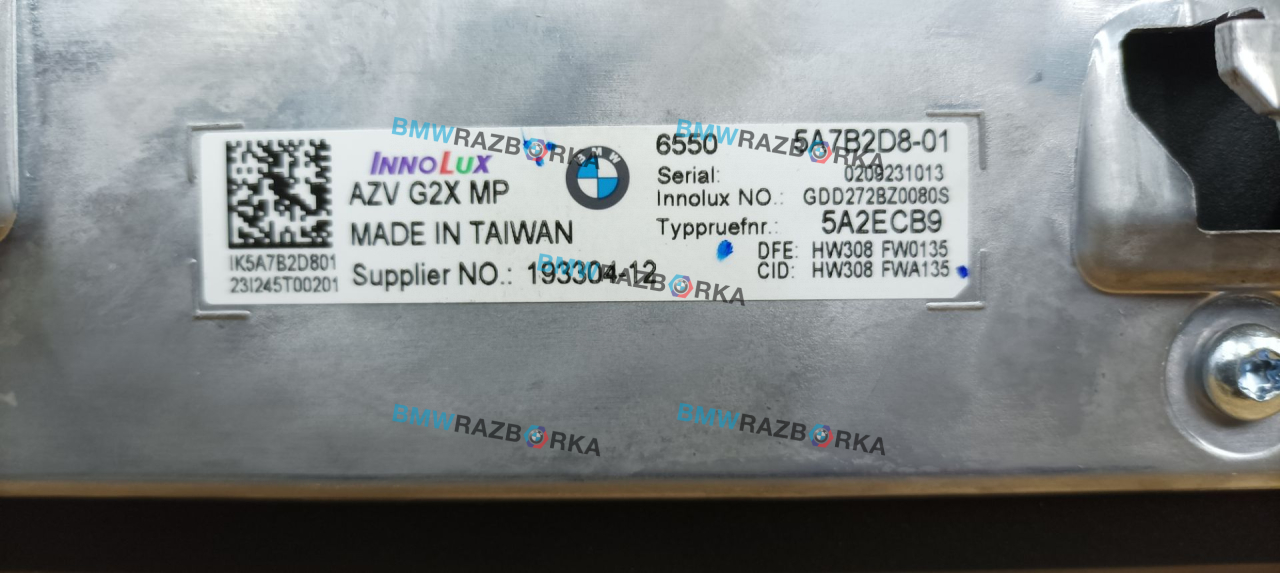 BMWRAZBORKA BMWRAZBORKA
INNOLUX
AZV G2X MP
MADE IN TAIWAN
Supplier NO.: 193304-12
IK5A7B2D801
23I245T00201
BMW
6550 5A7B2D8-01
Serial: 0209231013
Innolux NO.: GDD272BZ0080S
Typpruefnr.: 5A2ECB9
DFE: HW308 FW0135
CID: HW308 FWA135
BMWRAZBORKA
BMWRAZBORKA BMWRAZBORKA